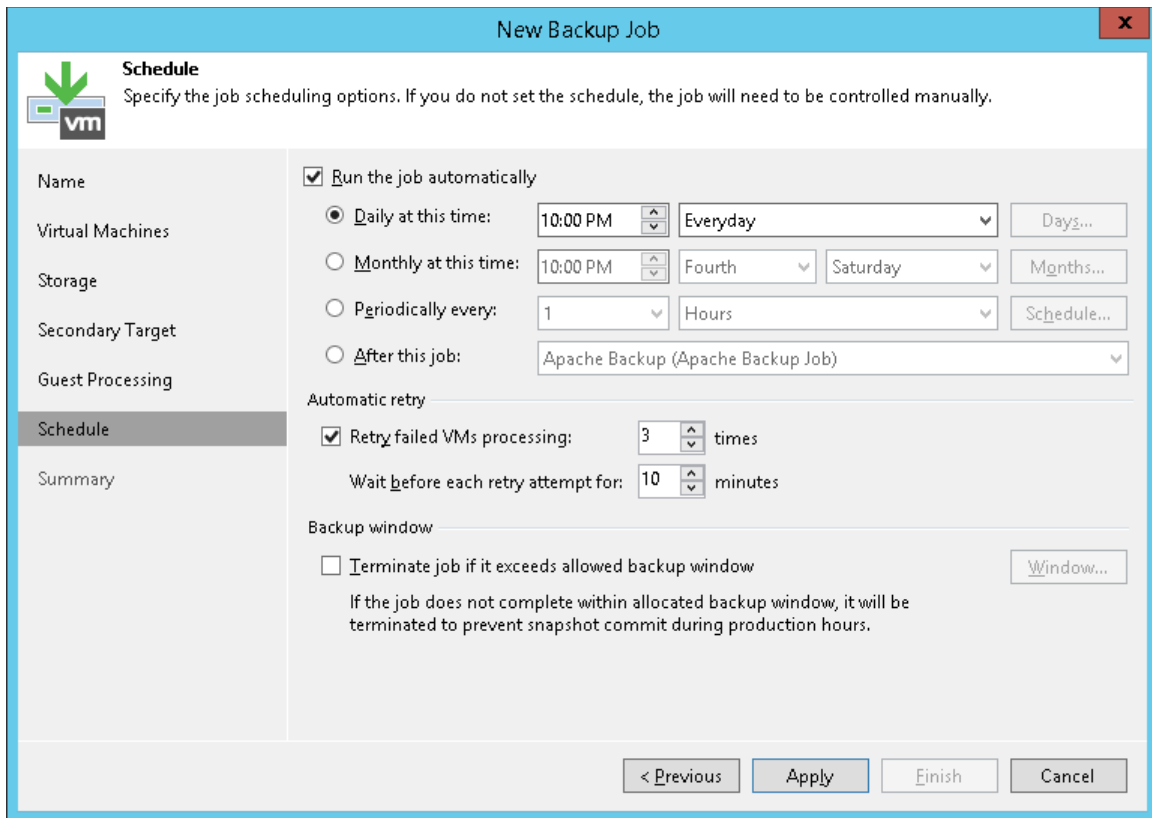 New Backup Job
x
Schedule
Specify the job scheduling options. If you do not set the schedule, the job will need to be controlled manually.
vm
Name
Virtual Machines
Storage
Secondary Target
Guest Processing
Schedule
Summary
Run the job automatically
Daily at this time: 10:00 PM Everyday Days...
Monthly at this time: 10:00 PM Fourth Saturday Months...
Periodically every: 1 Hours Schedule...
After this job: Apache Backup (Apache Backup Job)
Automatic retry
Retry failed VMs processing: 3 times
Wait before each retry attempt for: 10 minutes
Backup window
Terminate job if it exceeds allowed backup window Window...
If the job does not complete within allocated backup window, it will be
terminated to prevent snapshot commit during production hours.
< Previous Apply Finish Cancel